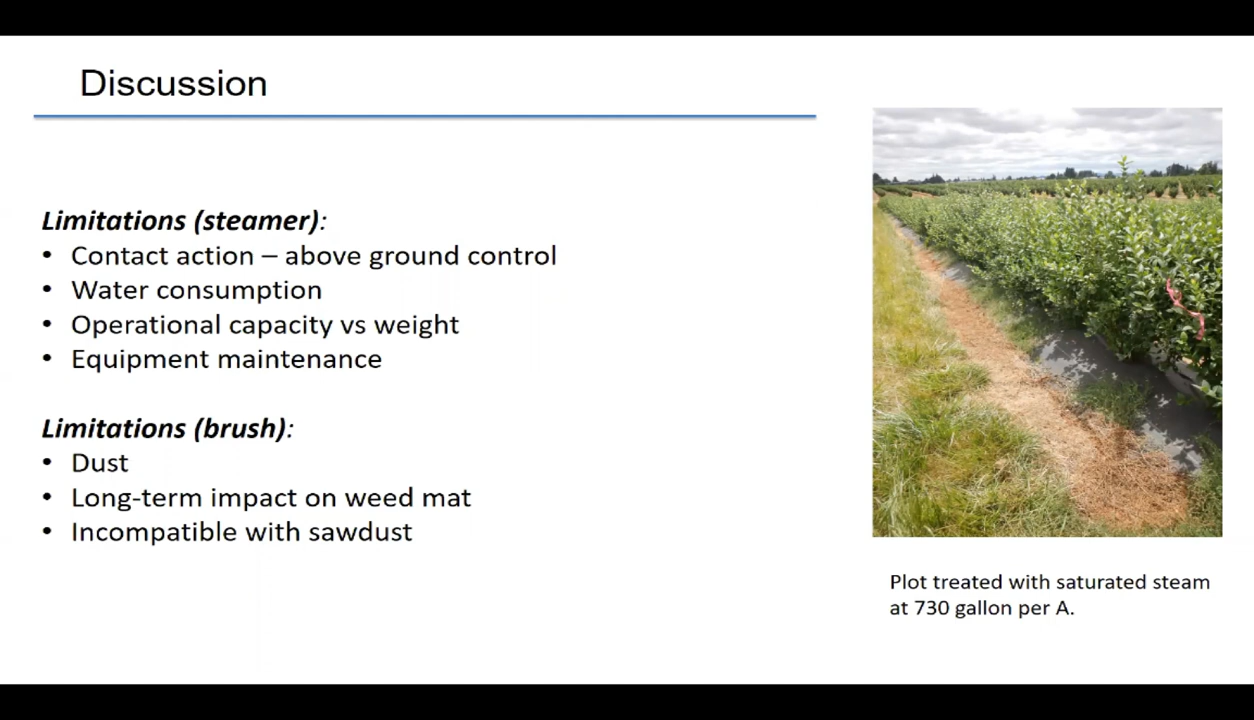 Discussion
Limitations (steamer):
• Contact action – above ground control
• Water consumption
• Operational capacity vs weight
• Equipment maintenance
Limitations (brush):
• Dust
• Long-term impact on weed mat
• Incompatible with sawdust
Plot treated with saturated steam
at 730 gallon per A.